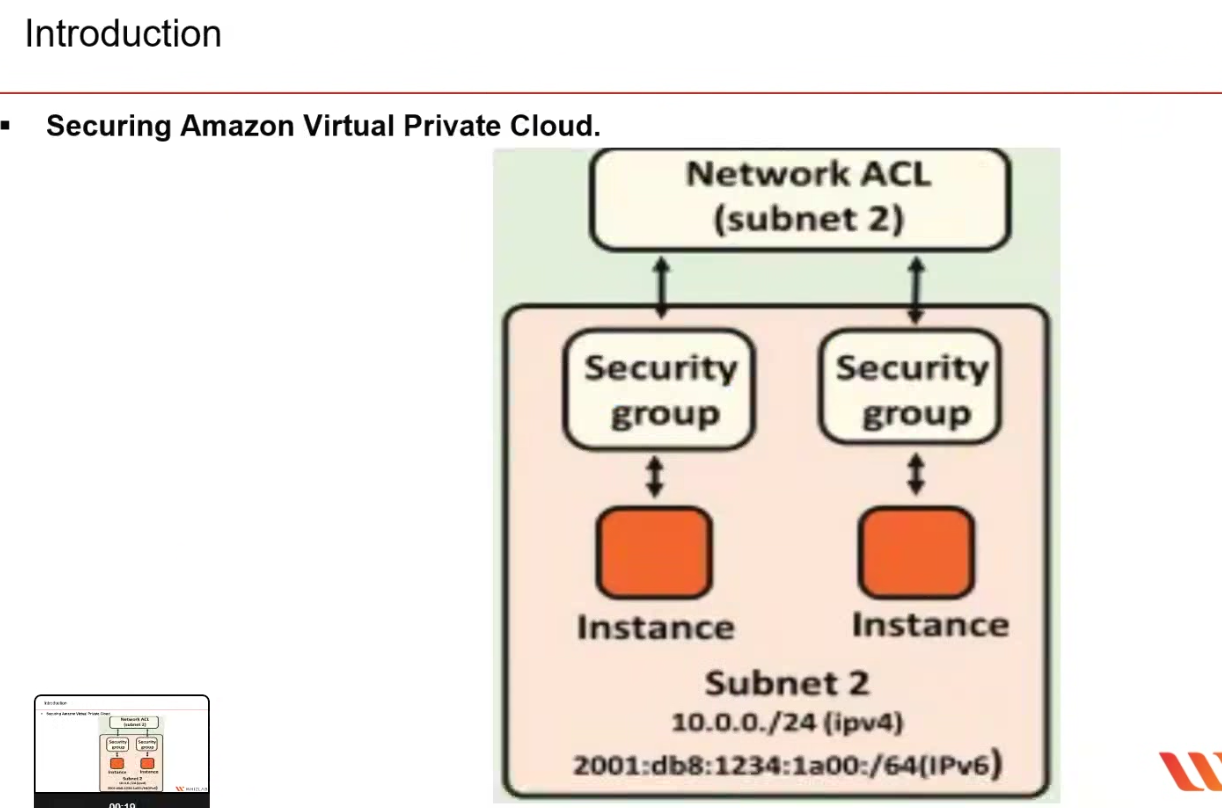 Introduction
Securing Amazon Virtual Private Cloud.
Network ACL
(subnet 2)
Security
group
Security
group
Instance
Instance
Subnet 2
10.0.0./24 (ipv4)
2001:db8:1234:1a00:/64(IPv6)
00:19